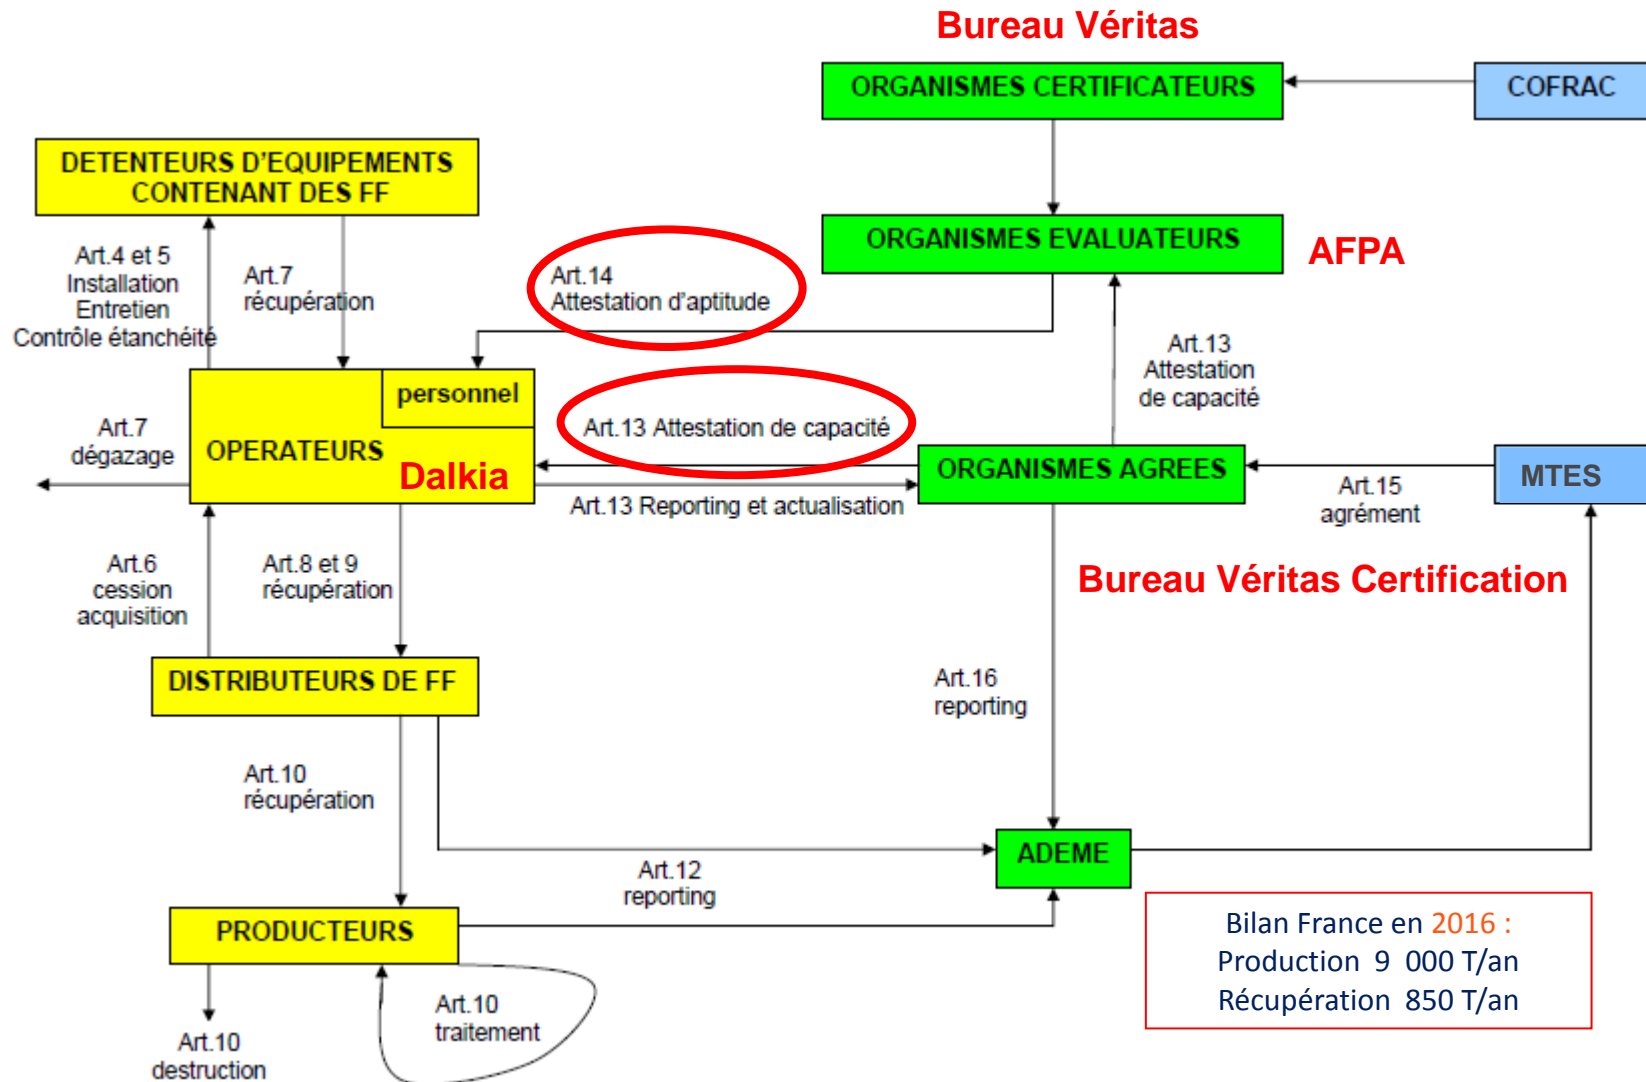 Bureau Véritas
ORGANISMES CERTIFICATEURS
COFRAC
DETENTEURS D'EQUIPEMENTS
CONTENANT DES FF
ORGANISMES EVALUATEURS
AFPA
Art.4 et 5
Installation
Entretien
Contrôle étanchéité
Art.7
récupération
Art.14
Attestation d'aptitude
Art.13
Attestation
de capacité
personnel
OPERATEURS
Dalkia
Art.7
dégazage
Art.13 Attestation de capacité
ORGANISMES AGREES
MTES
Art.15
agrément
Art.13 Reporting et actualisation
Bureau Véritas Certification
Art.6
cession
acquisition
Art.8 et 9
récupération
DISTRIBUTEURS DE FF
Art.16
reporting
Art.10
récupération
ADEME
Art.12
reporting
PRODUCTEURS
Art.10
traitement
Art.10
destruction
Bilan France en 2016 :
Production 9 000 T/an
Récupération 850 T/an